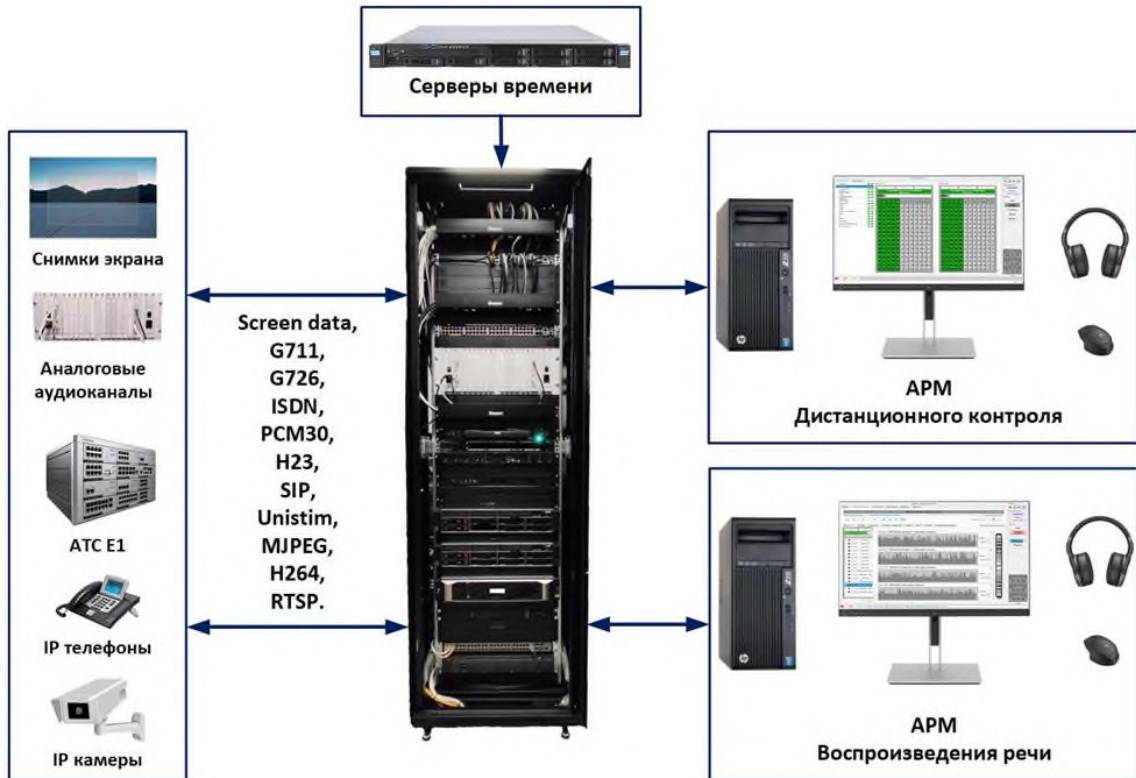 Серверы времени
Снимки экрана
Аналоговые
аудиоканалы
АТС E1
IP телефоны
IP камеры
Screen data,
G711,
G726,
ISDN,
PCM30,
H23,
SIP,
Unistim,
MJPEG,
H264,
RTSP.
АРМ
Дистанционного контроля
АРМ
Воспроизведения речи